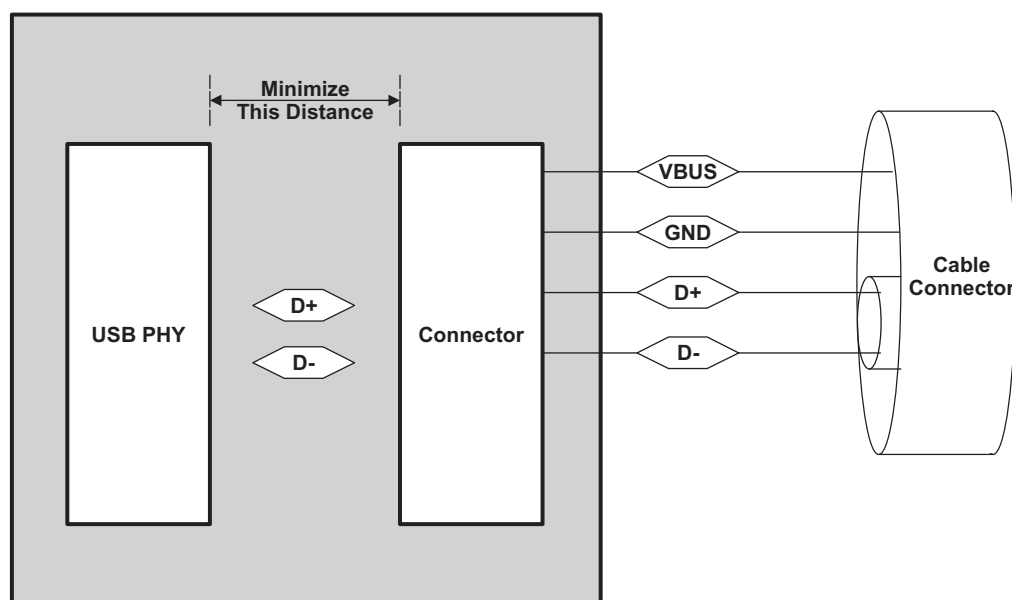 Minimize
This Distance
VBUS
GND
D+
D-
Cable
Connector
USB PHY
D+
D-
Connector